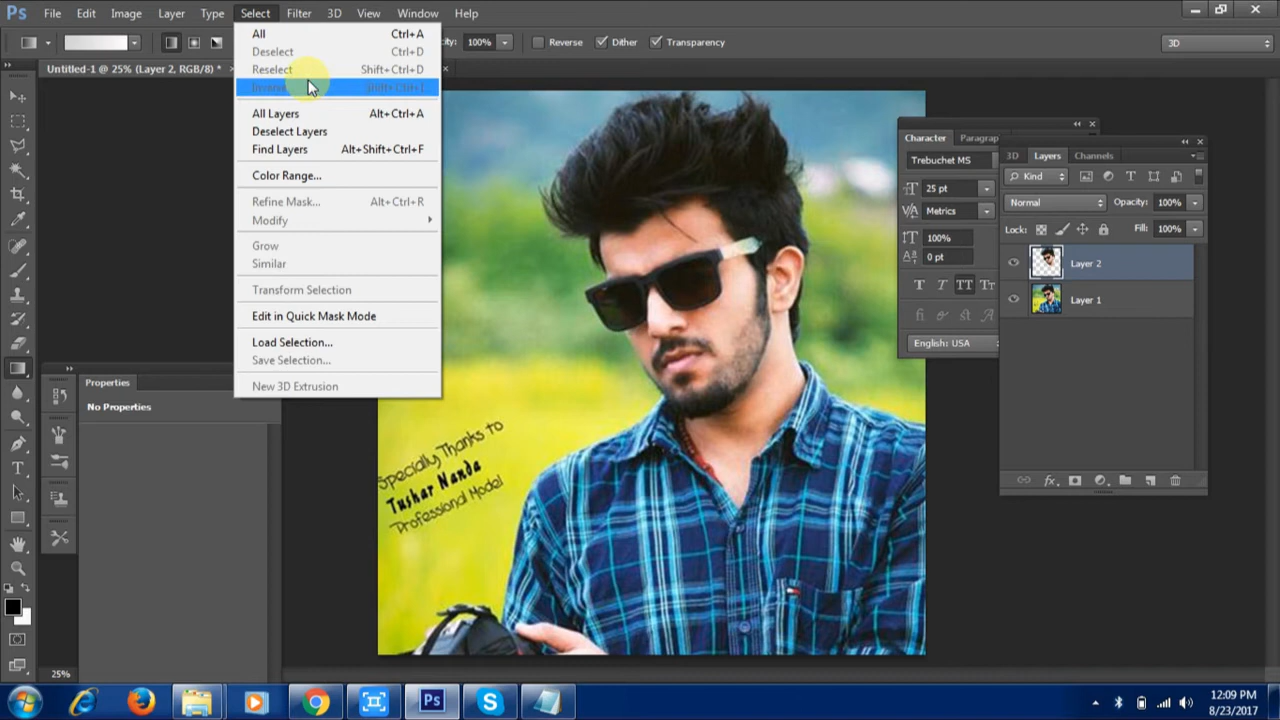 Ps File Edit Image Layer Type Select Filter 3D View Window Help
100% Reverse Dither Transparency 3D
Untitled-1 @ 25% (Layer 2, RGB/8) *
All Ctrl+A
Deselect Ctrl+D
Reselect Shift+Ctrl+D
Inverse Shift+Ctrl+I
All Layers Alt+Ctrl+A
Deselect Layers
Find Layers Alt+Shift+Ctrl+F
Color Range...
Refine Mask... Alt+Ctrl+R
Modify
Grow
Similar
Transform Selection
Edit in Quick Mask Mode
Load Selection...
Save Selection...
New 3D Extrusion
Properties
No Properties
Specially Thanks to
Tushar Nanda
Professional Model
Character
Trebuchet MS
25 pt
Metrics
100%
0 pt
English: USA
3D Layers Channels
Kind
Normal Opacity: 100%
Lock: Fill: 100%
Layer 2
Layer 1
25%
Ps
12:09 PM
8/23/2017